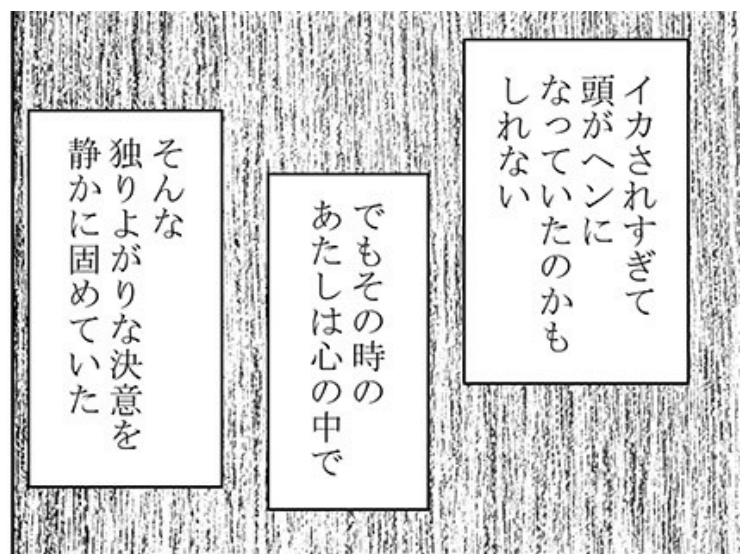 イカされすぎて
頭がヘンに
なっていたのかも
しれない
でもその時の
あたしは心の中で
そんな
独りよがりな決意を
静かに固めていた